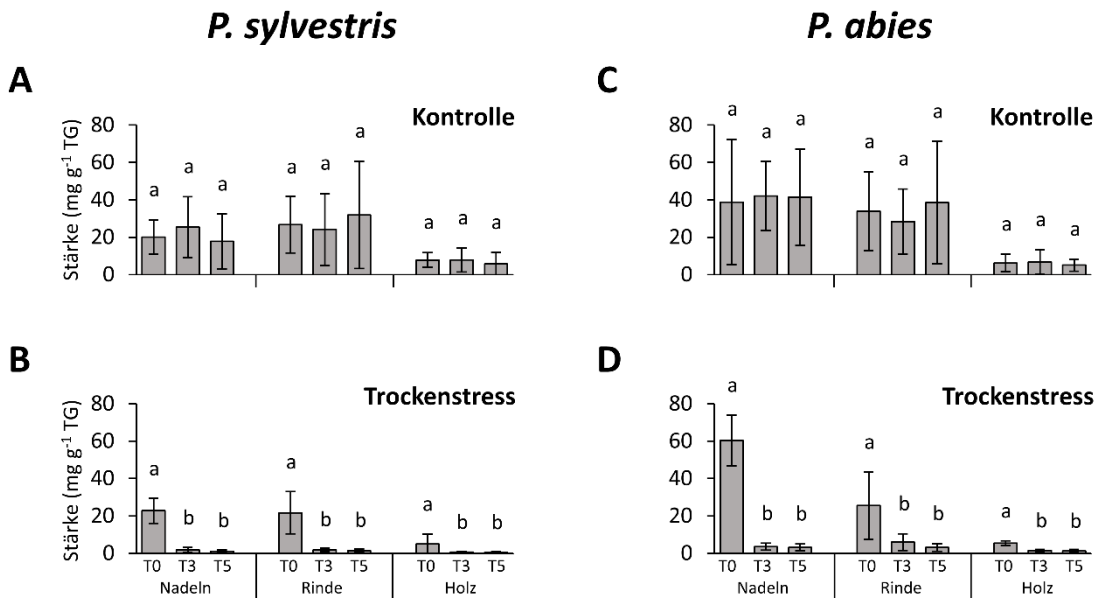 P. sylvestris
P. abies
A
Kontrolle
Stärke (mg g⁻¹ TG)
80
60
40
20
0
a a a a a a a a a
C
Kontrolle
80
60
40
20
0
a a a a a a a a a
B
Trockenstress
Stärke (mg g⁻¹ TG)
80
60
40
20
0
a b b a b b a b b
T0 T3 T5 T0 T3 T5 T0 T3 T5
Nadeln Rinde Holz
D
Trockenstress
80
60
40
20
0
a b b a b b a b b
T0 T3 T5 T0 T3 T5 T0 T3 T5
Nadeln Rinde Holz